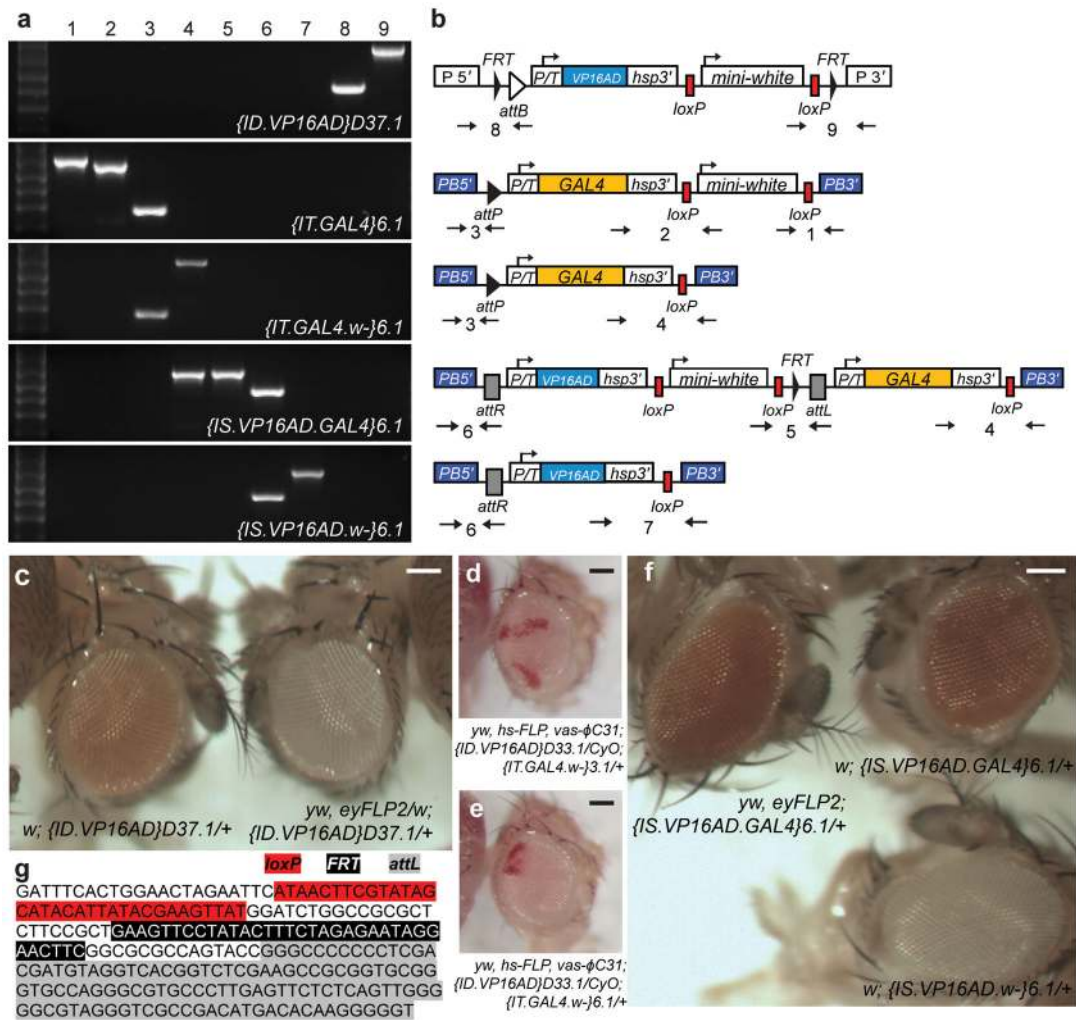 a
1 2 3 4 5 6 7 8 9
{ID.VP16AD}D37.1
{IT.GAL4}6.1
{IT.GAL4.w-}6.1
{IS.VP16AD.GAL4}6.1
{IS.VP16AD.w-}6.1
b
FRT FRT
P 5' P/T VP16AD hsp3' mini-white P 3'
attB loxP loxP
8 9
PB5' P/T GAL4 hsp3' mini-white PB3'
attP loxP loxP
3 2 1
PB5' P/T GAL4 hsp3' PB3'
attP loxP
3 4
FRT
PB5' P/T VP16AD hsp3' mini-white P/T GAL4 hsp3' PB3'
attR loxP loxP attL loxP
6 5 4
PB5' P/T VP16AD hsp3' PB3'
attR loxP
6 7
c
w; {ID.VP16AD}D37.1/+
yw, eyFLP2/w;
{ID.VP16AD}D37.1/+
d
yw, hs-FLP, vas-ϕC31;
{ID.VP16AD}D33.1/CyO;
{IT.GAL4.w-}3.1/+
e
yw, hs-FLP, vas-ϕC31;
{ID.VP16AD}D33.1/CyO;
{IT.GAL4.w-}6.1/+
f
w; {IS.VP16AD.GAL4}6.1/+
yw, eyFLP2;
{IS.VP16AD.GAL4}6.1/+
w; {IS.VP16AD.w-}6.1/+
g
loxP FRT attL
GATTTCACTGGAACTAGAATTCATAACTTCGTATAG
CATACATTATACGAAGTTATGGATCTGGCCGCGCT
CTTCCGCTGAAGTTCCTATACTTTCTAGAGAATAGG
AACTTCGGCGCGCCAGTACCGGGCCCCCCCTCGA
CGATGTAGGTCACGGTCTCGAAGCCGCGGTGCGG
GTGCCAGGGCGTGCCCTTGAGTTCTCTCAGTTGGG
GGCGTAGGGTCGCCGACATGACACAAGGGGGT